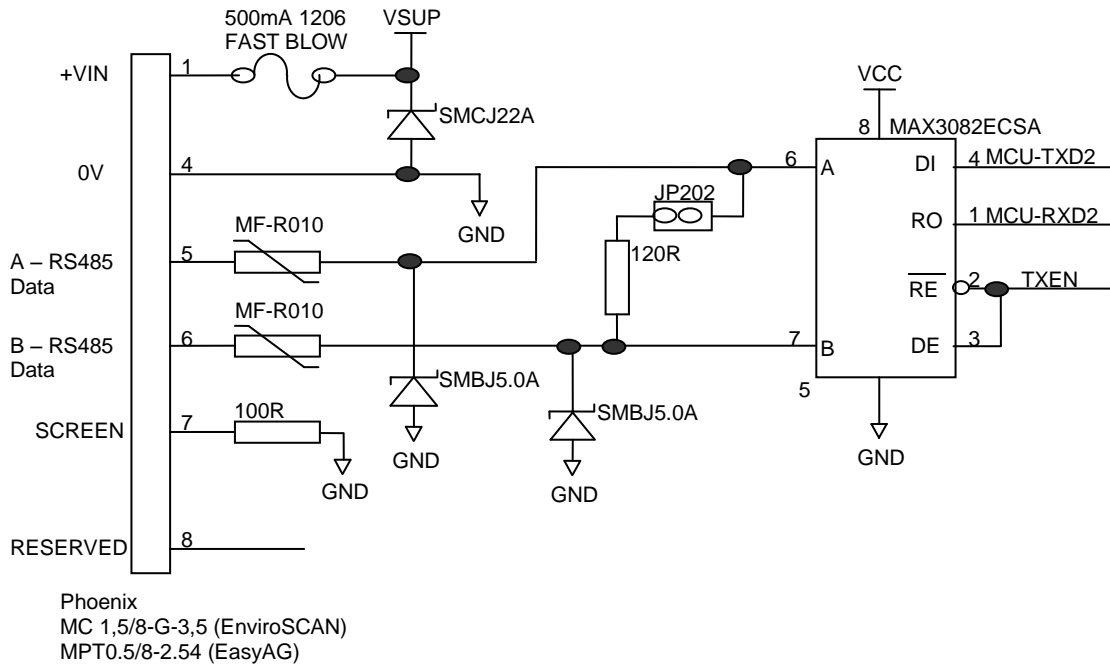 500mA 1206
FAST BLOW
VSUP
+VIN
1
SMCJ22A
VCC
8
MAX3082ECSA
0V
4
GND
6
A
DI
4
MCU-TXD2
JP202
MF-R010
RO
1
MCU-RXD2
A – RS485
Data
5
120R
RE
2
TXEN
MF-R010
B – RS485
Data
6
7
B
DE
3
SMBJ5.0A
5
SMBJ5.0A
100R
SCREEN
7
GND
GND
GND
GND
RESERVED
8
Phoenix
MC 1,5/8-G-3,5 (EnviroSCAN)
MPT0.5/8-2.54 (EasyAG)